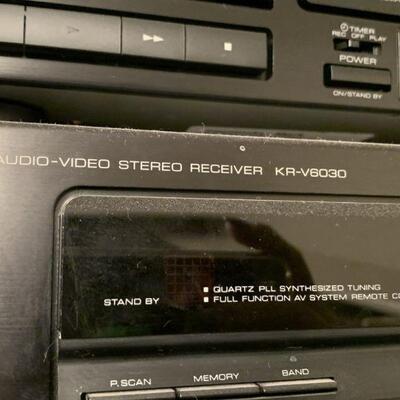 TIMER
REC OFF PLAY
POWER
ON/STAND BY
AUDIO-VIDEO STEREO RECEIVER KR-V6030
QUARTZ PLL SYNTHESIZED TUNING
STAND BY
FULL FUNCTION AV SYSTEM REMOTE CO
P.SCAN MEMORY BAND